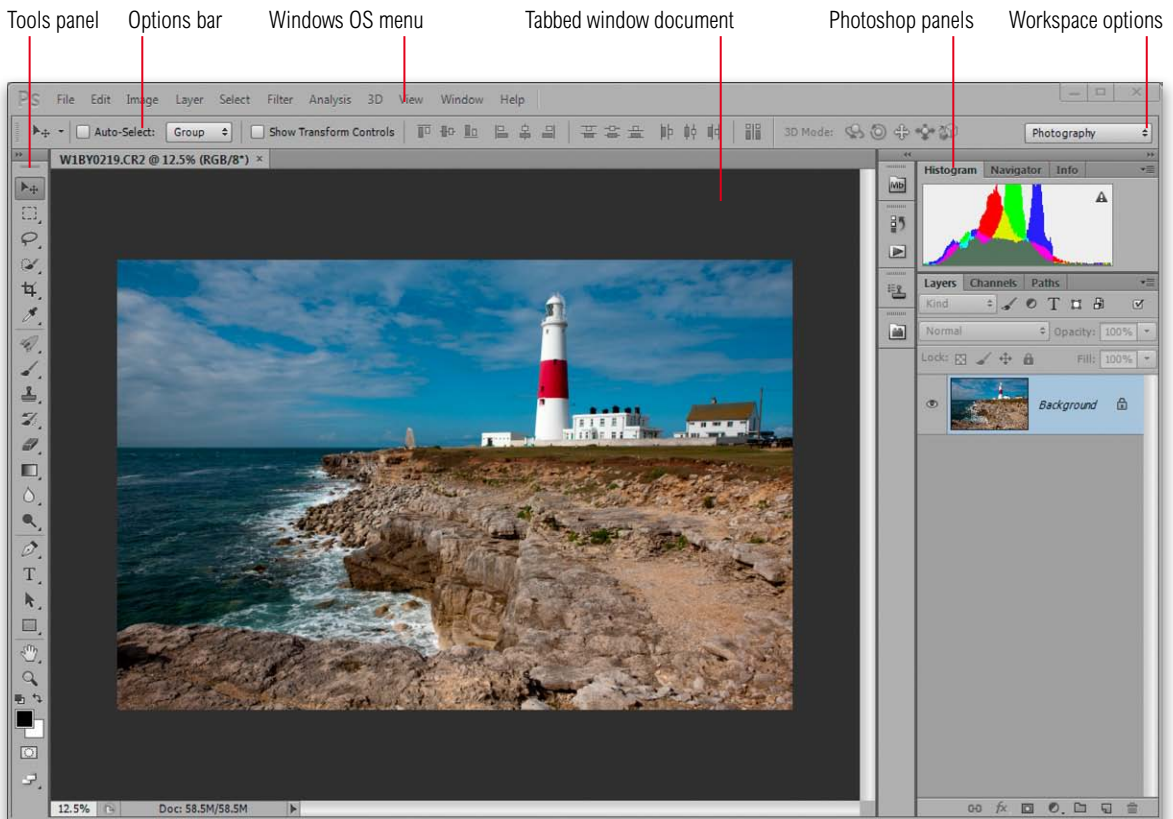 Tools panel Options bar Windows OS menu Tabbed window document Photoshop panels Workspace options
Ps File Edit Image Layer Select Filter Analysis 3D View Window Help
Auto-Select: Group Show Transform Controls 3D Mode: Photography
W1BY0219.CR2 @ 12.5% (RGB/8*) ×
Histogram Navigator Info
Mb
Layers Channels Paths
Kind T
Normal Opacity: 100%
Lock: Fill: 100%
Background
T
12.5% Doc: 58.5M/58.5M
fx